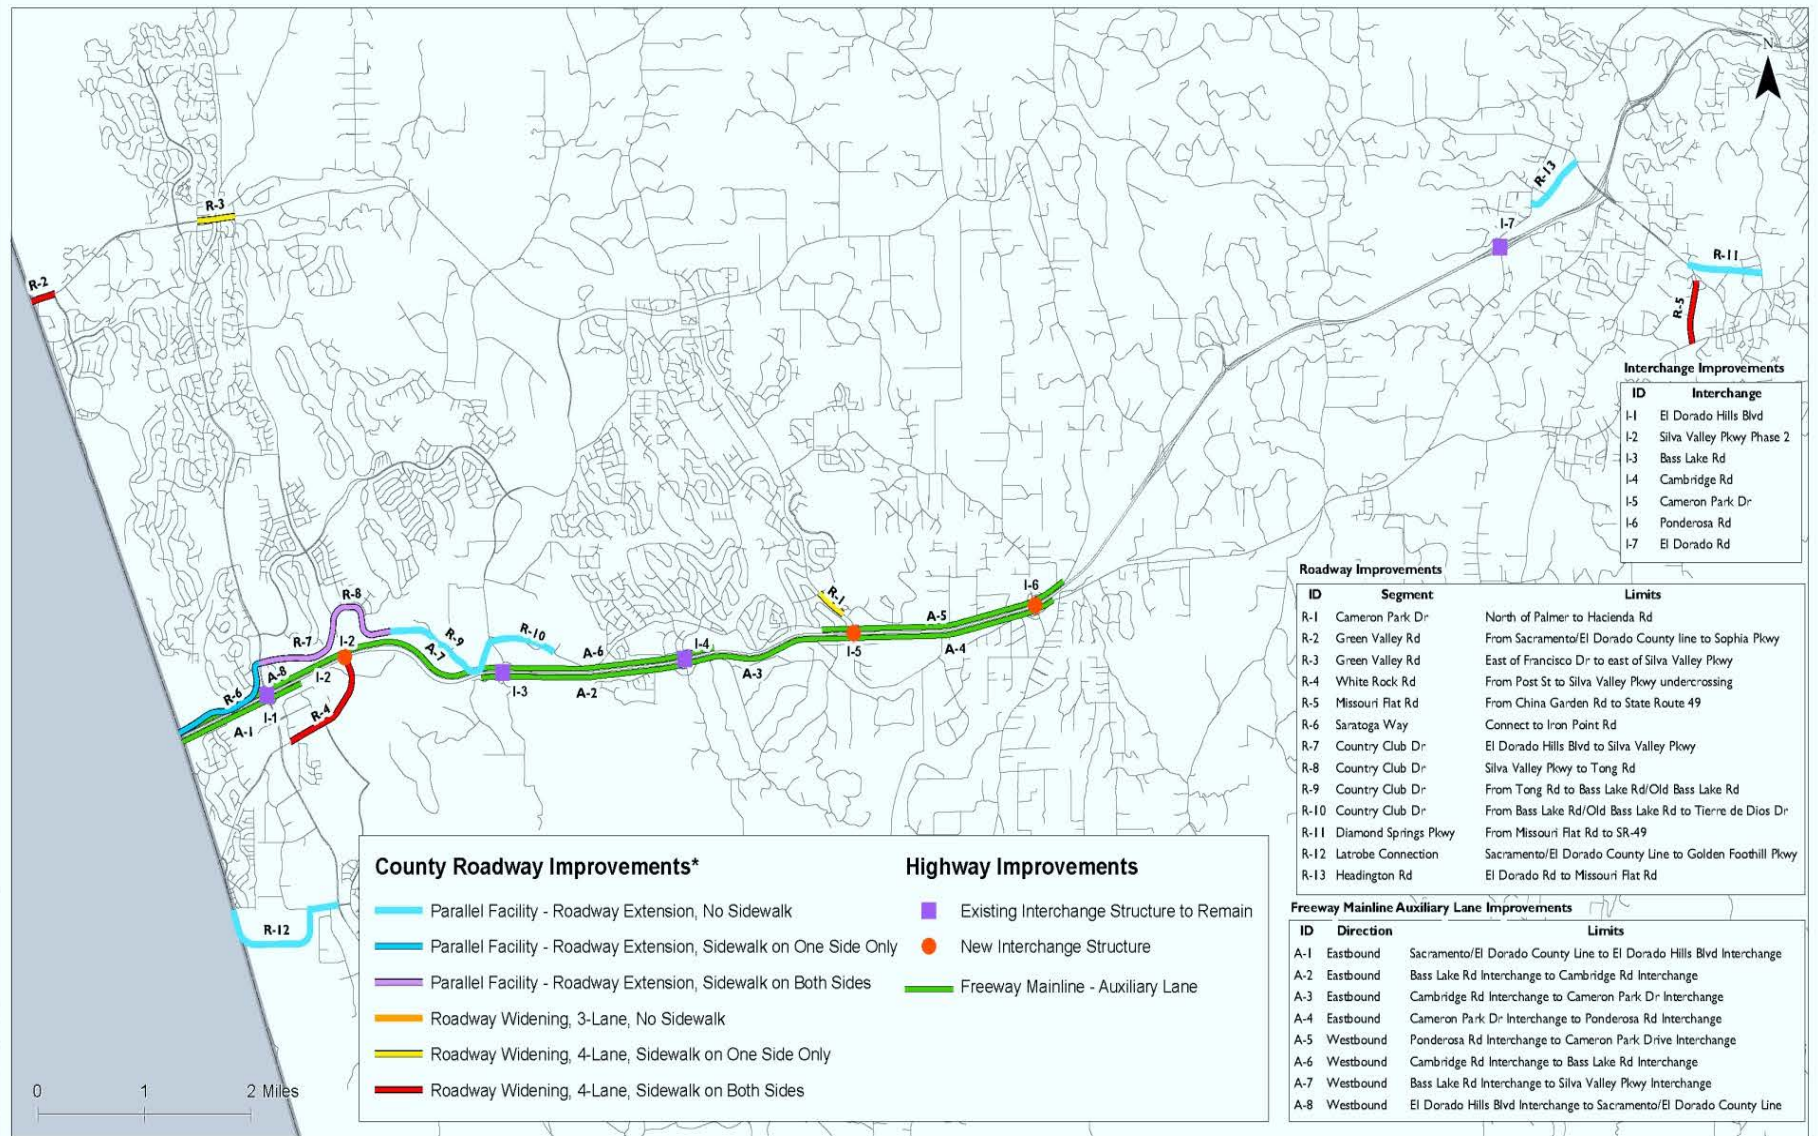 N
R-13
I-7
R-3
R-11
R-2
R-5
Interchange Improvements
ID Interchange
I-1 El Dorado Hills Blvd
I-2 Silva Valley Pkwy Phase 2
I-3 Bass Lake Rd
I-4 Cambridge Rd
I-5 Cameron Park Dr
I-6 Ponderosa Rd
I-7 El Dorado Rd
R-8
R-1
I-6
A-5
R-7
I-2
R-9
R-10
A-7
A-6
I-4
I-5
A-4
A-3
A-8
I-2
R-6
I-3
A-2
I-1
R-4
A-1
R-12
Roadway Improvements
ID Segment Limits
R-1 Cameron Park Dr North of Palmer to Hacienda Rd
R-2 Green Valley Rd From Sacramento/El Dorado County line to Sophia Pkwy
R-3 Green Valley Rd East of Francisco Dr to east of Silva Valley Pkwy
R-4 White Rock Rd From Post St to Silva Valley Pkwy undercrossing
R-5 Missouri Flat Rd From China Garden Rd to State Route 49
R-6 Saratoga Way Connect to Iron Point Rd
R-7 Country Club Dr El Dorado Hills Blvd to Silva Valley Pkwy
R-8 Country Club Dr Silva Valley Pkwy to Tong Rd
R-9 Country Club Dr From Tong Rd to Bass Lake Rd/Old Bass Lake Rd
R-10 Country Club Dr From Bass Lake Rd/Old Bass Lake Rd to Tierre de Dios Dr
R-11 Diamond Springs Pkwy From Missouri Flat Rd to SR-49
R-12 Latrobe Connection Sacramento/El Dorado County Line to Golden Foothill Pkwy
R-13 Headington Rd El Dorado Rd to Missouri Flat Rd
County Roadway Improvements*
Parallel Facility - Roadway Extension, No Sidewalk
Parallel Facility - Roadway Extension, Sidewalk on One Side Only
Parallel Facility - Roadway Extension, Sidewalk on Both Sides
Roadway Widening, 3-Lane, No Sidewalk
Roadway Widening, 4-Lane, Sidewalk on One Side Only
Roadway Widening, 4-Lane, Sidewalk on Both Sides
Highway Improvements
Existing Interchange Structure to Remain
New Interchange Structure
Freeway Mainline - Auxiliary Lane
Freeway Mainline Auxiliary Lane Improvements
ID Direction Limits
A-1 Eastbound Sacramento/El Dorado County Line to El Dorado Hills Blvd Interchange
A-2 Eastbound Bass Lake Rd Interchange to Cambridge Rd Interchange
A-3 Eastbound Cambridge Rd Interchange to Cameron Park Dr Interchange
A-4 Eastbound Cameron Park Dr Interchange to Ponderosa Rd Interchange
A-5 Westbound Ponderosa Rd Interchange to Cameron Park Drive Interchange
A-6 Westbound Cambridge Rd Interchange to Bass Lake Rd Interchange
A-7 Westbound Bass Lake Rd Interchange to Silva Valley Pkwy Interchange
A-8 Westbound El Dorado Hills Blvd Interchange to Sacramento/El Dorado County Line
0 1 2 Miles